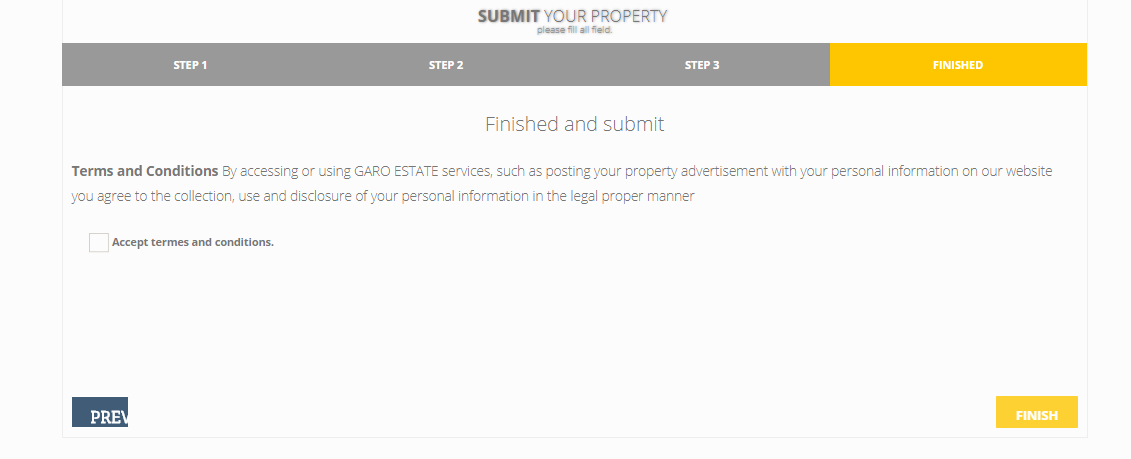 SUBMIT YOUR PROPERTY
please fill all field.
STEP 1 STEP 2 STEP 3 FINISHED
Finished and submit
Terms and Conditions By accessing or using GARO ESTATE services, such as posting your property advertisement with your personal information on our website
you agree to the collection, use and disclosure of your personal information in the legal proper manner
Accept termes and conditions.
PREV FINISH